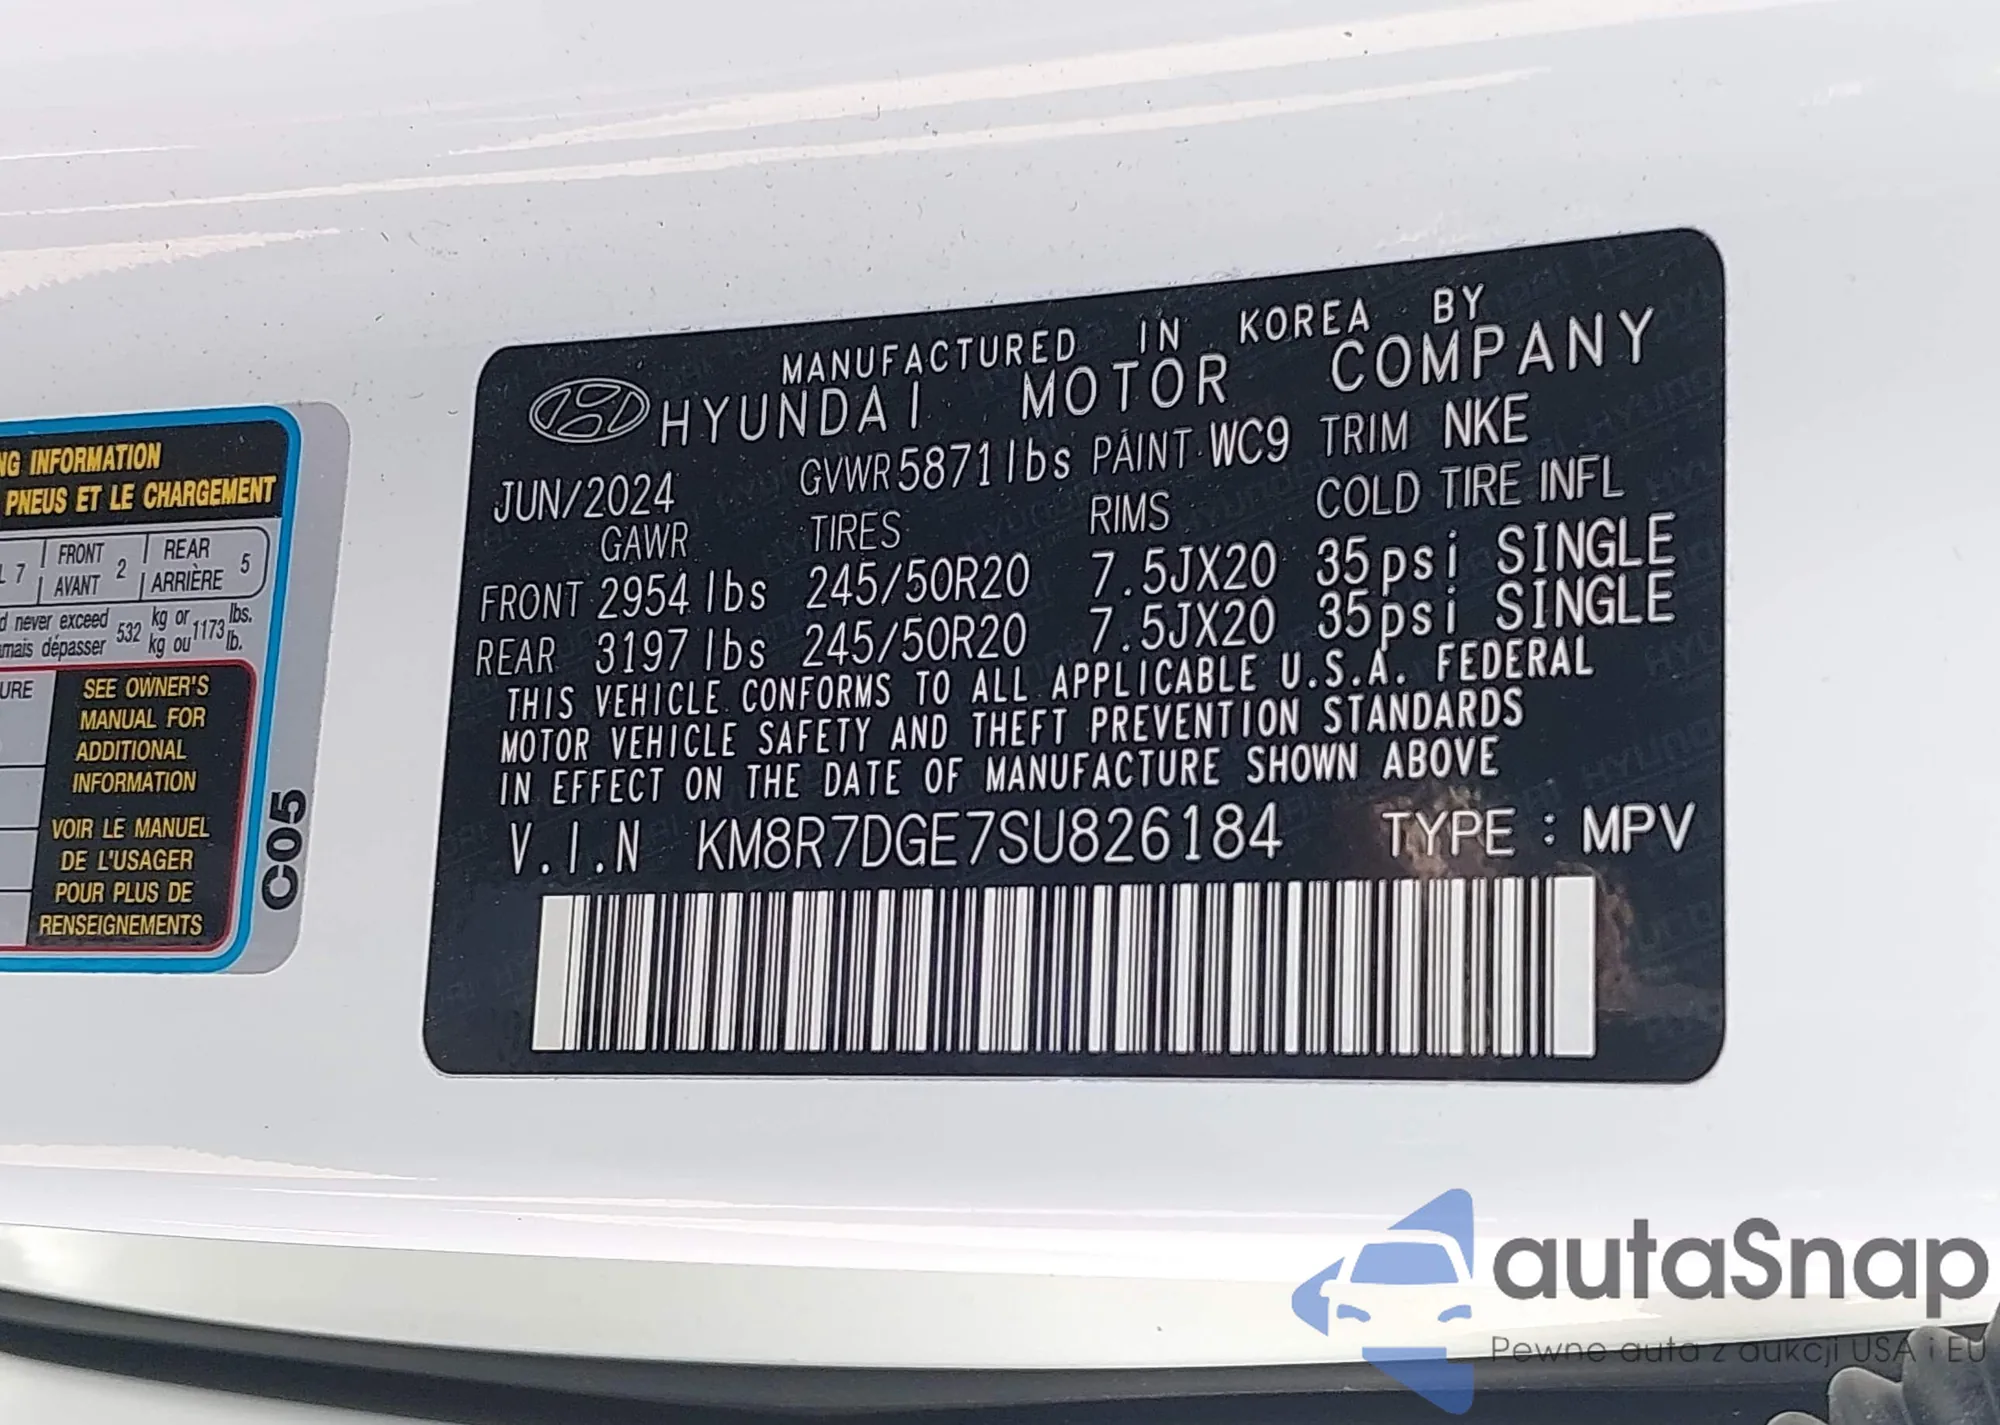 NG INFORMATION
PNEUS ET LE CHARGEMENT
L 7 FRONT AVANT 2 REAR ARRIÈRE 5
d never exceed 532 kg or 1173 lbs.
mais dépasser kg ou lb.
URE
SEE OWNER'S
MANUAL FOR
ADDITIONAL
INFORMATION
VOIR LE MANUEL
DE L'USAGER
POUR PLUS DE
RENSEIGNEMENTS
C05
MANUFACTURED IN KOREA BY
HYUNDAI MOTOR COMPANY
JUN/2024 GVWR 5871lbs PAINT WC9 TRIM NKE
GAWR TIRES RIMS COLD TIRE INFL
FRONT 2954 lbs 245/50R20 7.5JX20 35psi SINGLE
REAR 3197 lbs 245/50R20 7.5JX20 35psi SINGLE
THIS VEHICLE CONFORMS TO ALL APPLICABLE U.S.A. FEDERAL
MOTOR VEHICLE SAFETY AND THEFT PREVENTION STANDARDS
IN EFFECT ON THE DATE OF MANUFACTURE SHOWN ABOVE
V.I.N KM8R7DGE7SU826184 TYPE : MPV
autaSnap
Pewne auta z aukcji USA i EU